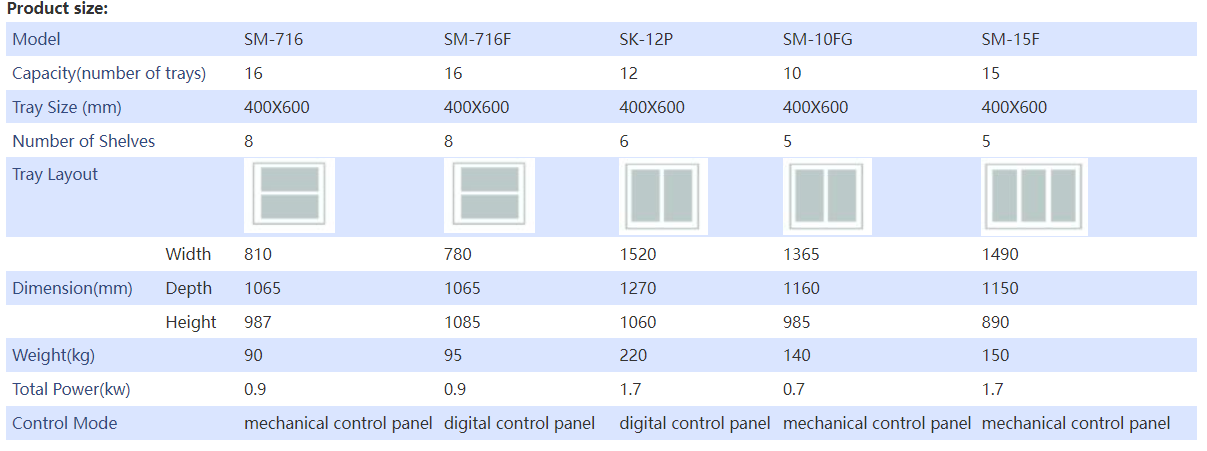 Product size:
Model SM-716 SM-716F SK-12P SM-10FG SM-15F
Capacity(number of trays) 16 16 12 10 15
Tray Size (mm) 400X600 400X600 400X600 400X600 400X600
Number of Shelves 8 8 6 5 5
Tray Layout
Width 810 780 1520 1365 1490
Dimension(mm) Depth 1065 1065 1270 1160 1150
Height 987 1085 1060 985 890
Weight(kg) 90 95 220 140 150
Total Power(kw) 0.9 0.9 1.7 0.7 1.7
Control Mode mechanical control panel digital control panel digital control panel mechanical control panel mechanical control panel